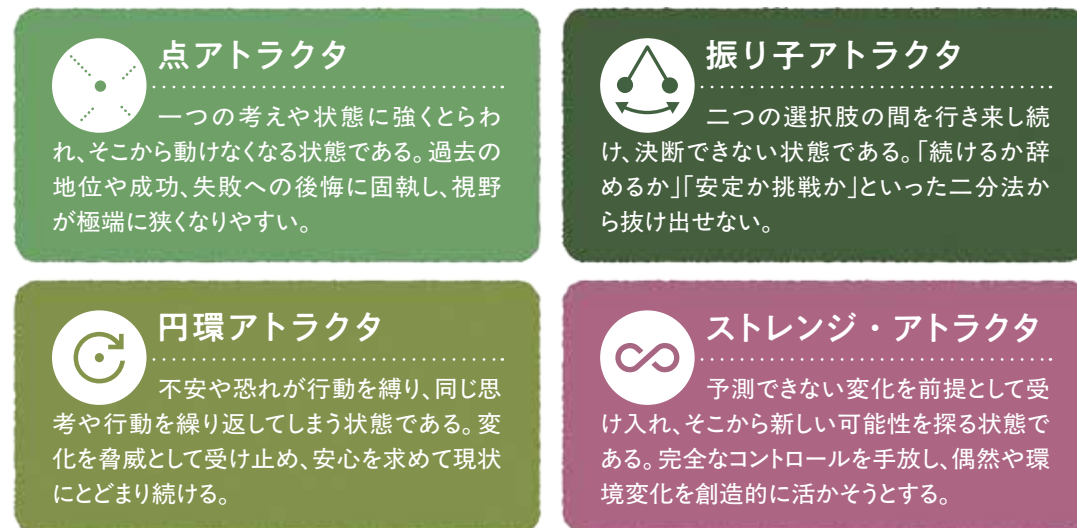 点アトラクタ
一つの考えや状態に強くとらわ
れ、そこから動けなくなる状態である。過去の
地位や成功、失敗への後悔に固執し、視野
が極端に狭くなりやすい。
振り子アトラクタ
二つの選択肢の間を行き来し続
け、決断できない状態である。「続けるか辞
めるか」「安定か挑戦か」といった二分法か
ら抜け出せない。
円環アトラクタ
不安や恐れが行動を縛り、同じ思
考や行動を繰り返してしまう状態である。変
化を脅威として受け止め、安心を求めて現状
にとどまり続ける。
ストレンジ・アトラクタ
予測できない変化を前提として受
け入れ、そこから新しい可能性を探る状態で
ある。完全なコントロールを手放し、偶然や環
境変化を創造的に活かそうとする。